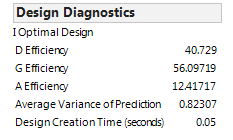 Design Diagnostics
I Optimal Design
D Efficiency 40.729
G Efficiency 56.09719
A Efficiency 12.41717
Average Variance of Prediction 0.82307
Design Creation Time (seconds) 0.05